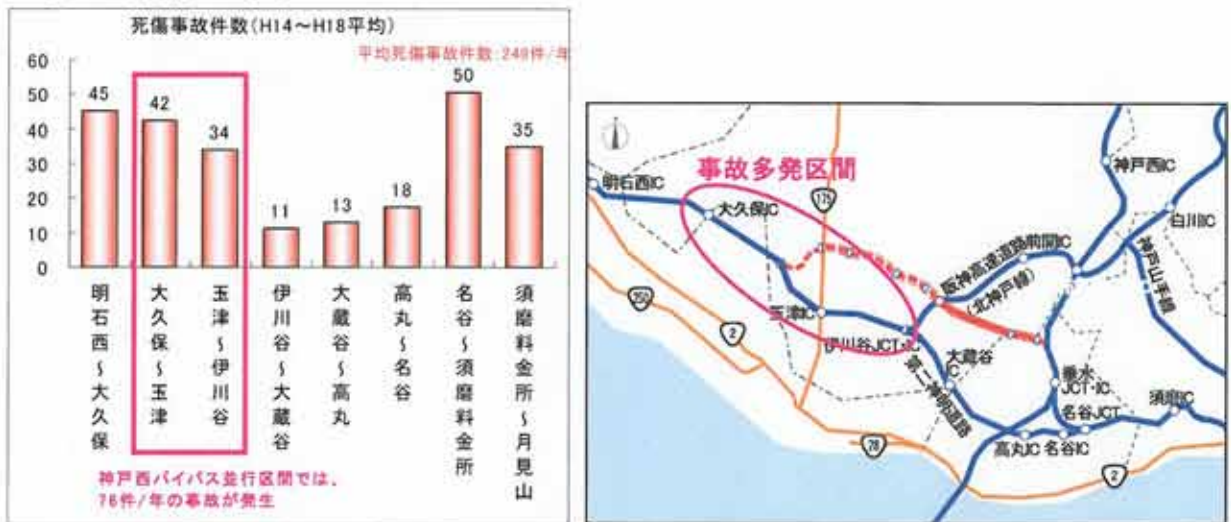 死傷事故件数(H14～H18平均)
平均死傷事故件数:249件/年
60
50
40
30
20
10
0
45
42
34
11
13
18
50
35
明石西～大久保
大久保～玉津
玉津～伊川谷
伊川谷～大蔵谷
大蔵谷～高丸
高丸～名谷
名谷～須磨料金所
須磨料金所～月見山
神戸西バイパス並行区間では、
76件/年の事故が発生
事故多発区間
明石西IC
大久保IC
175
神戸西IC
白川IC
阪神高速道路前開IC
(北神戸線)
神戸山手線
250
2
玉津IC
伊川谷JCT・IC
大蔵谷
IC
第二神明道路
垂水
JCT・IC
須磨IC
名谷JCT
高丸IC
名谷IC
78
2